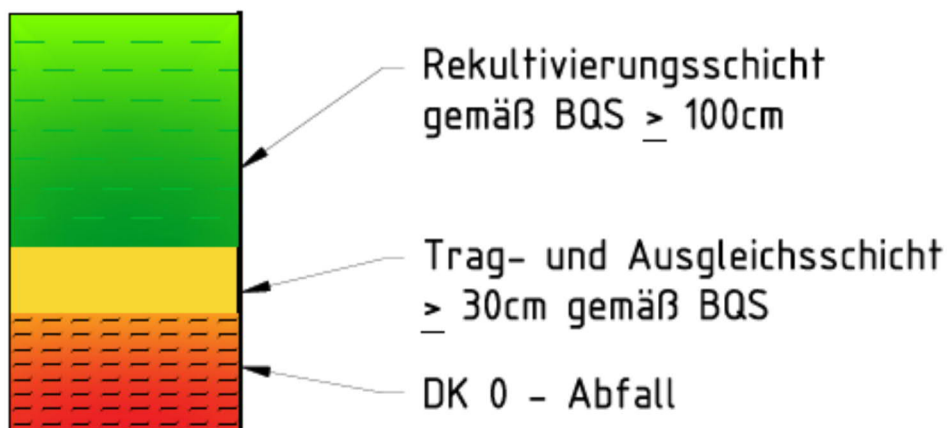 Rekultivierungsschicht
gemäß BQS ≥ 100cm
Trag- und Ausgleichsschicht
≥ 30cm gemäß BQS
DK 0 - Abfall